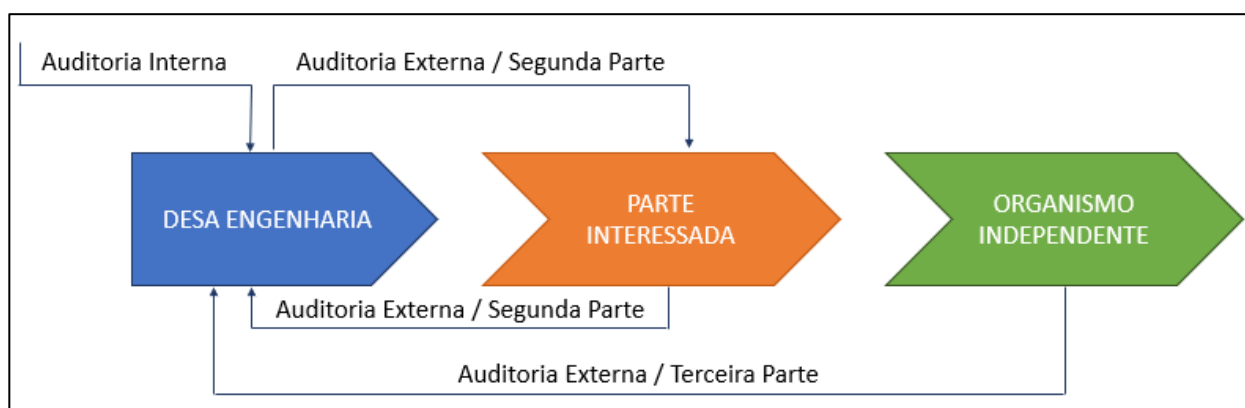 Auditoria Interna
Auditoria Externa / Segunda Parte
DESA ENGENHARIA
PARTE
INTERESSADA
ORGANISMO
INDEPENDENTE
Auditoria Externa / Segunda Parte
Auditoria Externa / Terceira Parte